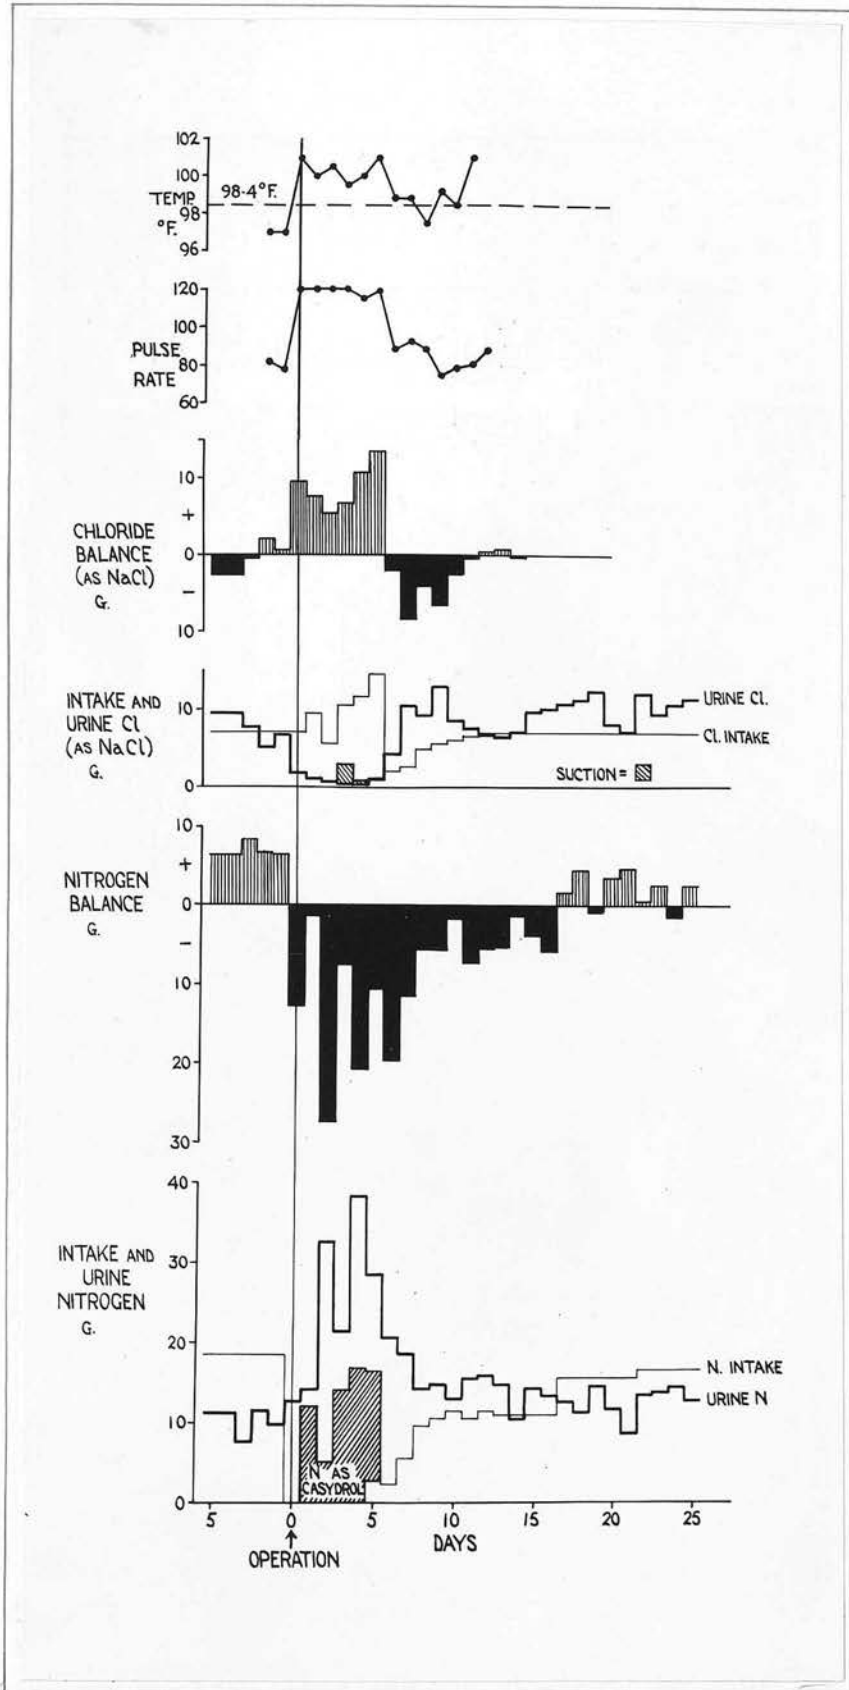 102
100
98·4°F.
TEMP.
98
°F.
96
120
100
PULSE
80
RATE
60
10
+
CHLORIDE
BALANCE
0
(AS NaCl)
–
G.
10
INTAKE AND
URINE Cl
10
(AS NaCl)
G.
0
URINE Cl.
Cl. INTAKE
SUCTION =
10
+
NITROGEN
BALANCE
0
G.
–
10
20
30
40
INTAKE AND
30
URINE
NITROGEN
G.
20
N. INTAKE
URINE N
10
N AS
CASYDROL
0
5 0 5 10 15 20 25
DAYS
OPERATION